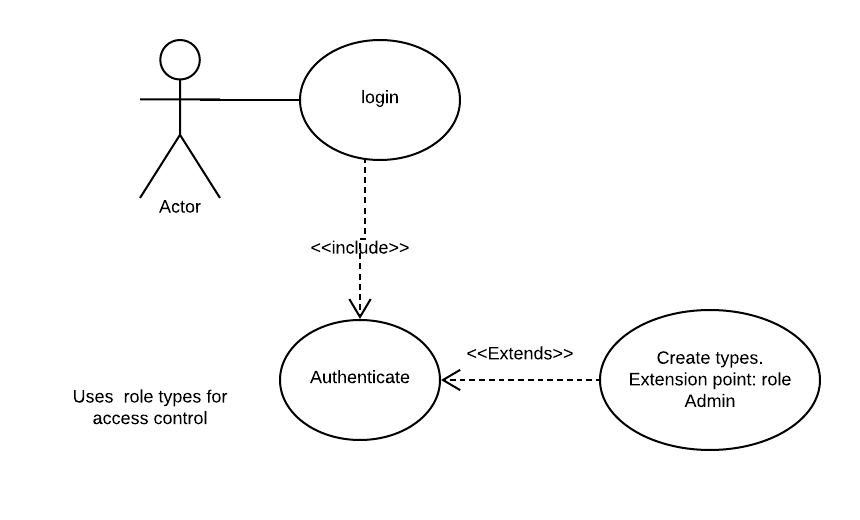 login
Actor
<<include>>
<<Extends>>
Authenticate
Create types.
Extension point: role
Admin
Uses  role types for
access control